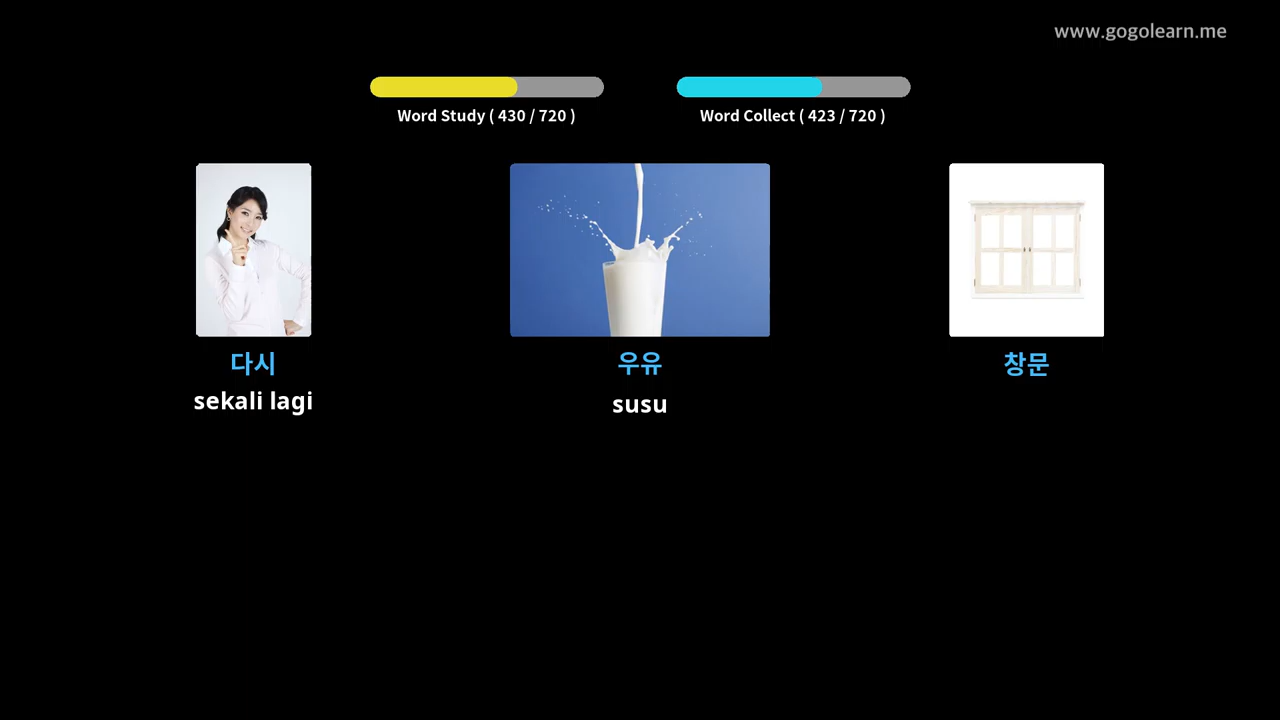 www.gogolearn.me
Word Study ( 430 / 720 )
Word Collect ( 423 / 720 )
다시
우유
창문
sekali lagi
susu